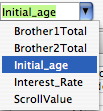 Initial_age
Brother1Total
Brother2Total
Initial_age
Interest_Rate
ScrollValue